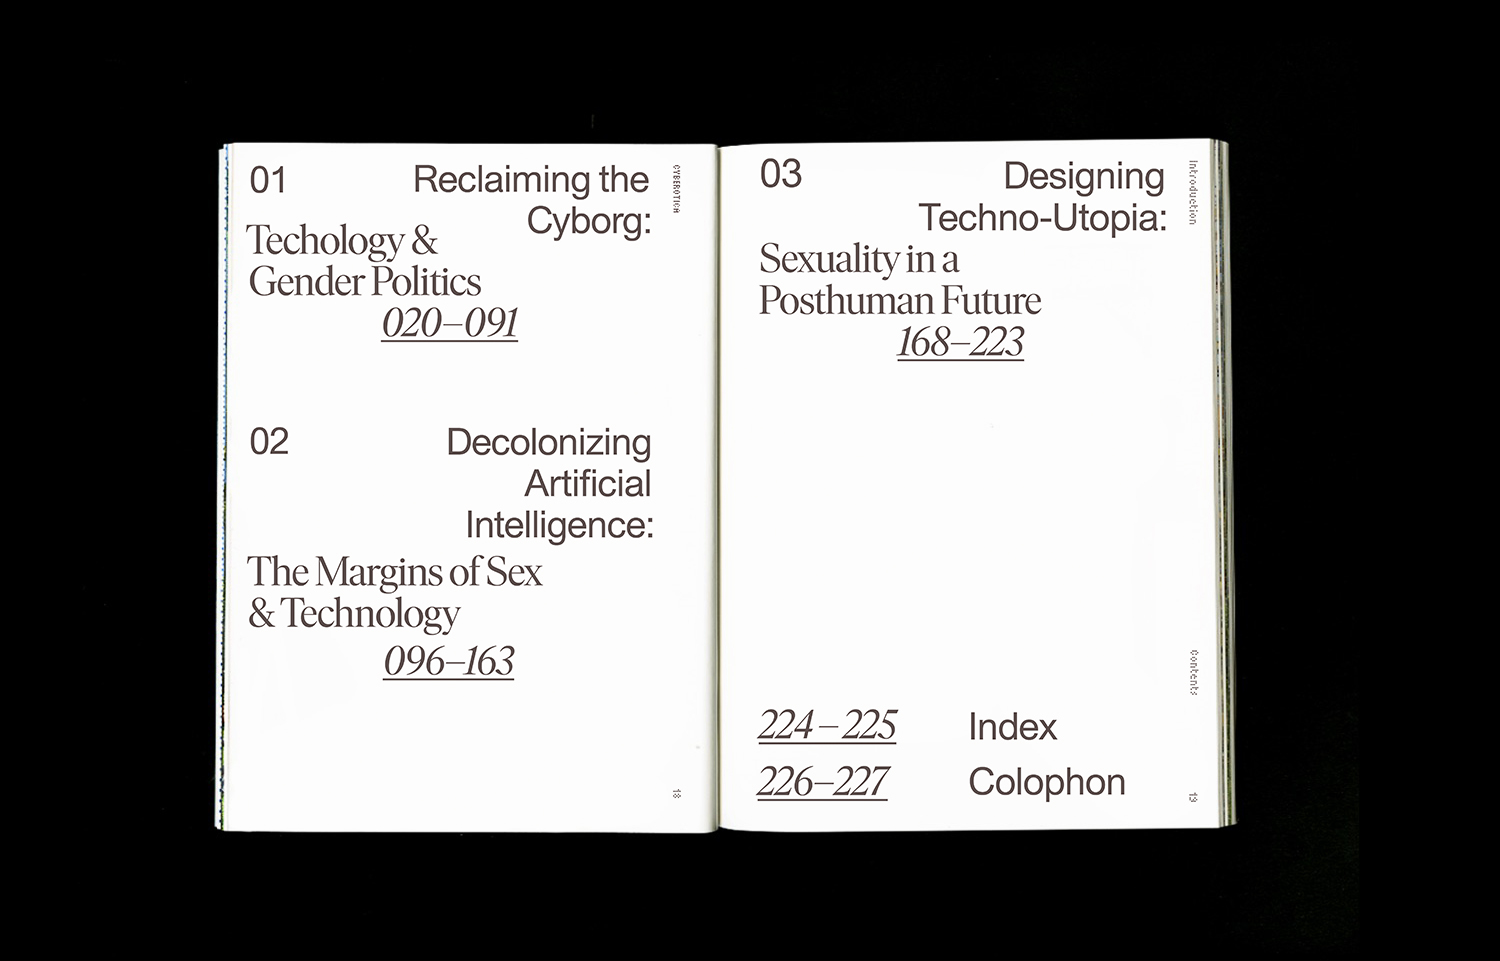 01
Reclaiming the
Cyborg:
Techology &
Gender Politics
020–091
02
Decolonizing
Artificial
Intelligence:
The Margins of Sex
& Technology
096–163
CYBEROTICA
18
03
Designing
Techno-Utopia:
Sexuality in a
Posthuman Future
168–223
224–225 Index
226–227 Colophon
Introduction
Contents
19